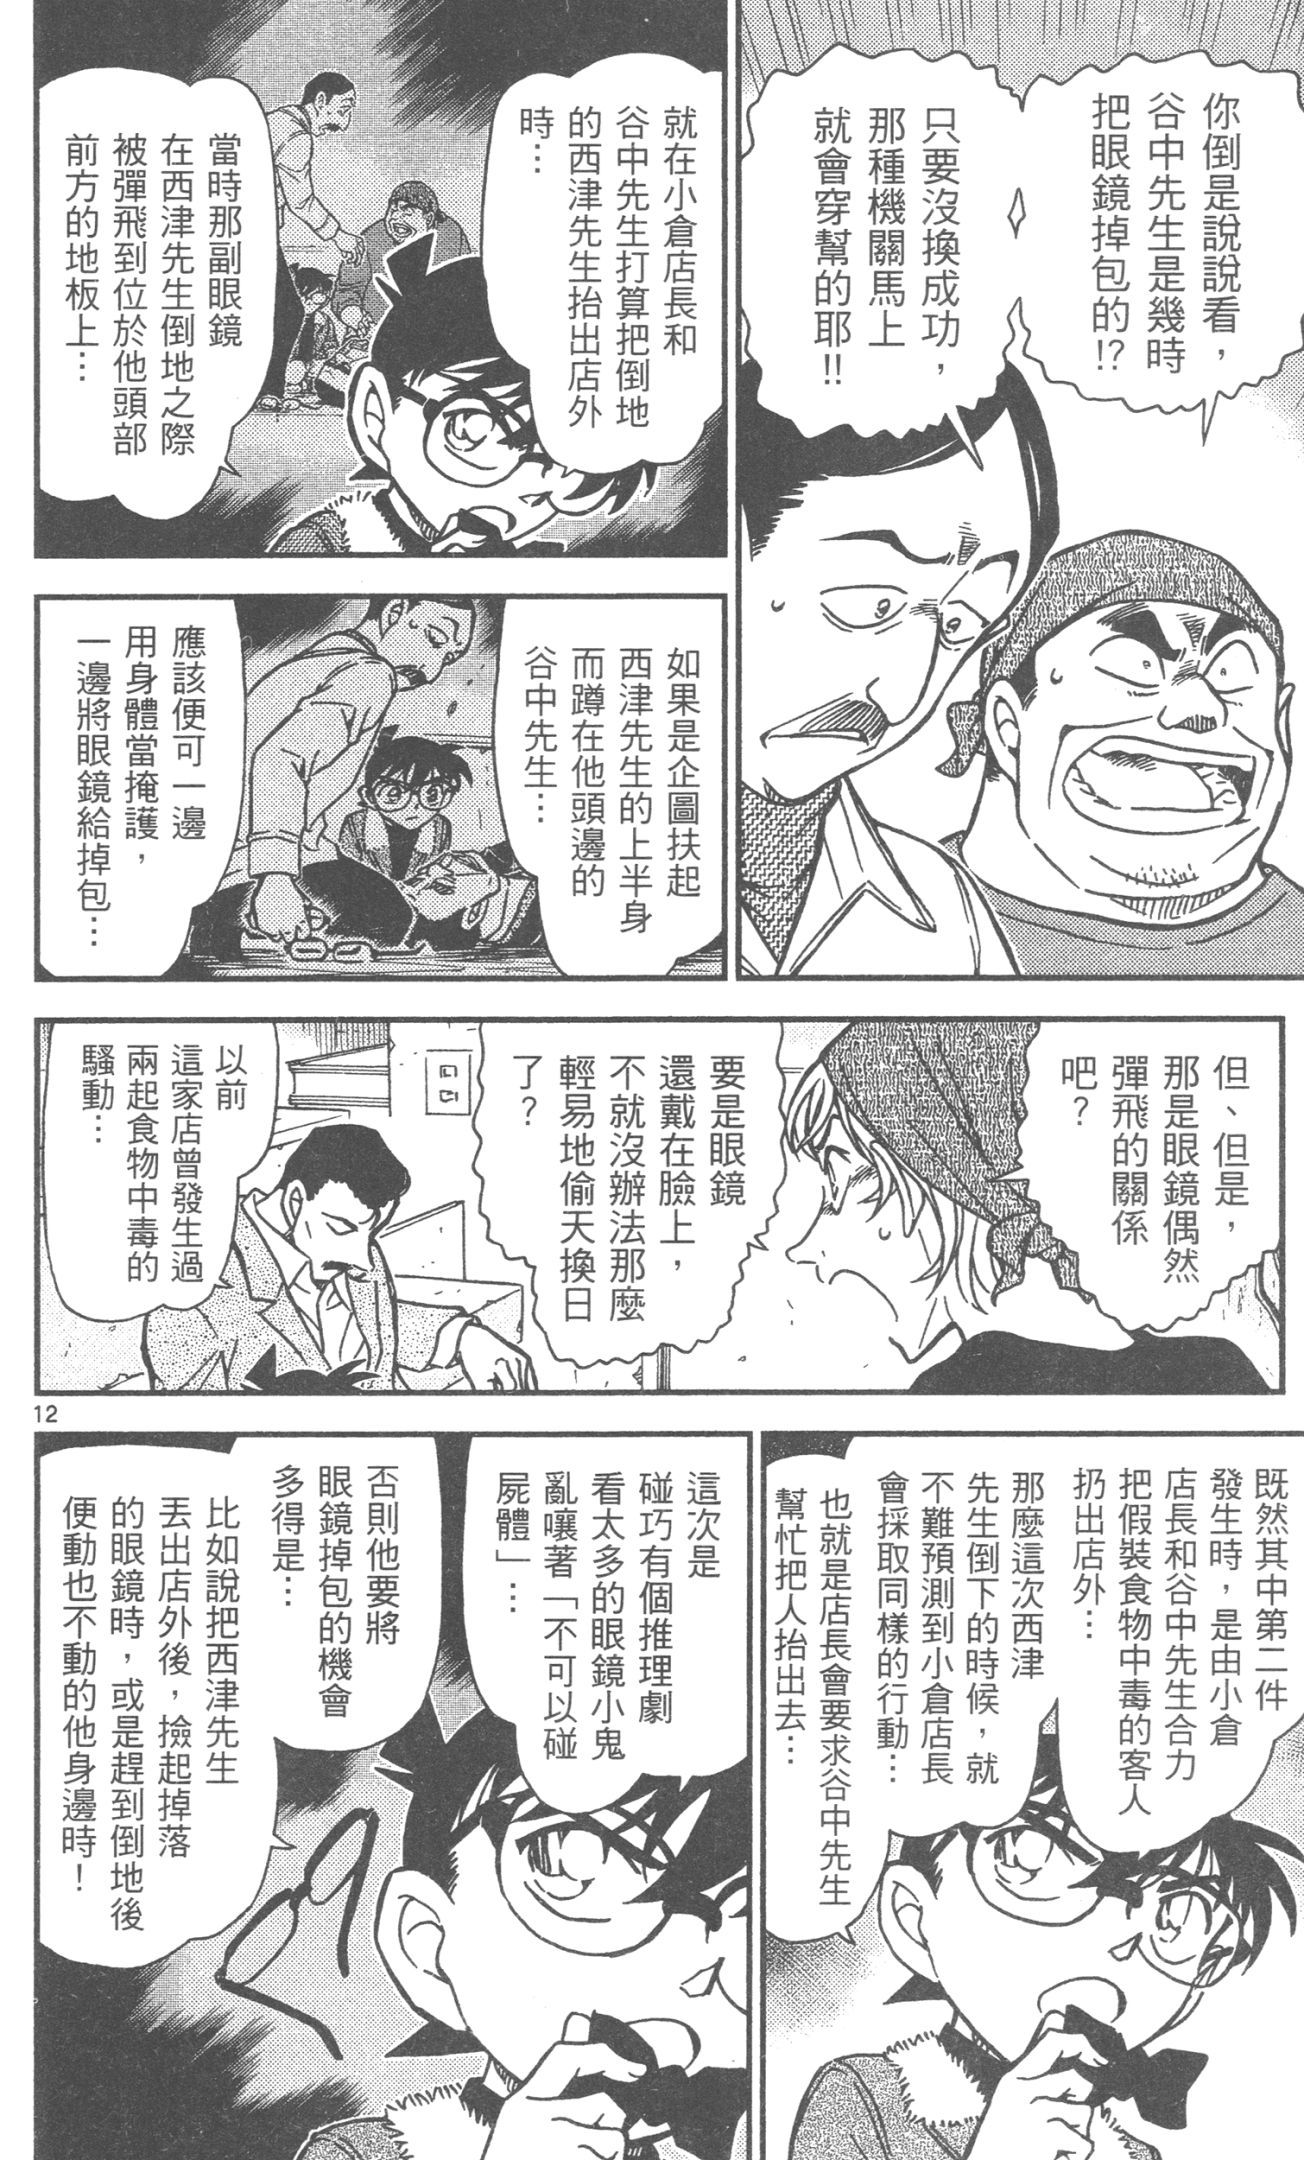 你倒是說說看，
谷中先生是幾時
把眼鏡掉包的!?
只要沒換成功，
那種機關馬上
就會穿幫的耶!!
就在小倉店長和
谷中先生打算把倒地
的西津先生抬出店外
時…
當時那副眼鏡
在西津先生倒地之際
被彈飛到位於他頭部
前方的地板上…
如果是企圖扶起
西津先生的上半身
而蹲在他頭邊的
谷中先生…
應該便可一邊
用身體當掩護，
一邊將眼鏡給掉包…
但、但是，
那是眼鏡偶然
彈飛的關係
吧？
要是眼鏡
還戴在臉上，
不就沒辦法那麼
輕易地偷天換日
了？
以前
這家店曾發生過
兩起食物中毒的
騷動…
12
既然其中第二件
發生時，是由小倉
店長和谷中先生合力
把假裝食物中毒的客人
扔出店外…
那麼這次西津
先生倒下的時候，就
不難預測到小倉店長
會採取同樣的行動…
也就是店長會要求谷中先生
幫忙把人抬出去…
這次是
碰巧有個推理劇
看太多的眼鏡小鬼
亂嚷著「不可以碰
屍體」…
否則他要將
眼鏡掉包的機會
多得是…
比如說把西津先生
丟出店外後，撿起掉落
的眼鏡時，或是趕到倒地後
便動也不動的他身邊時！